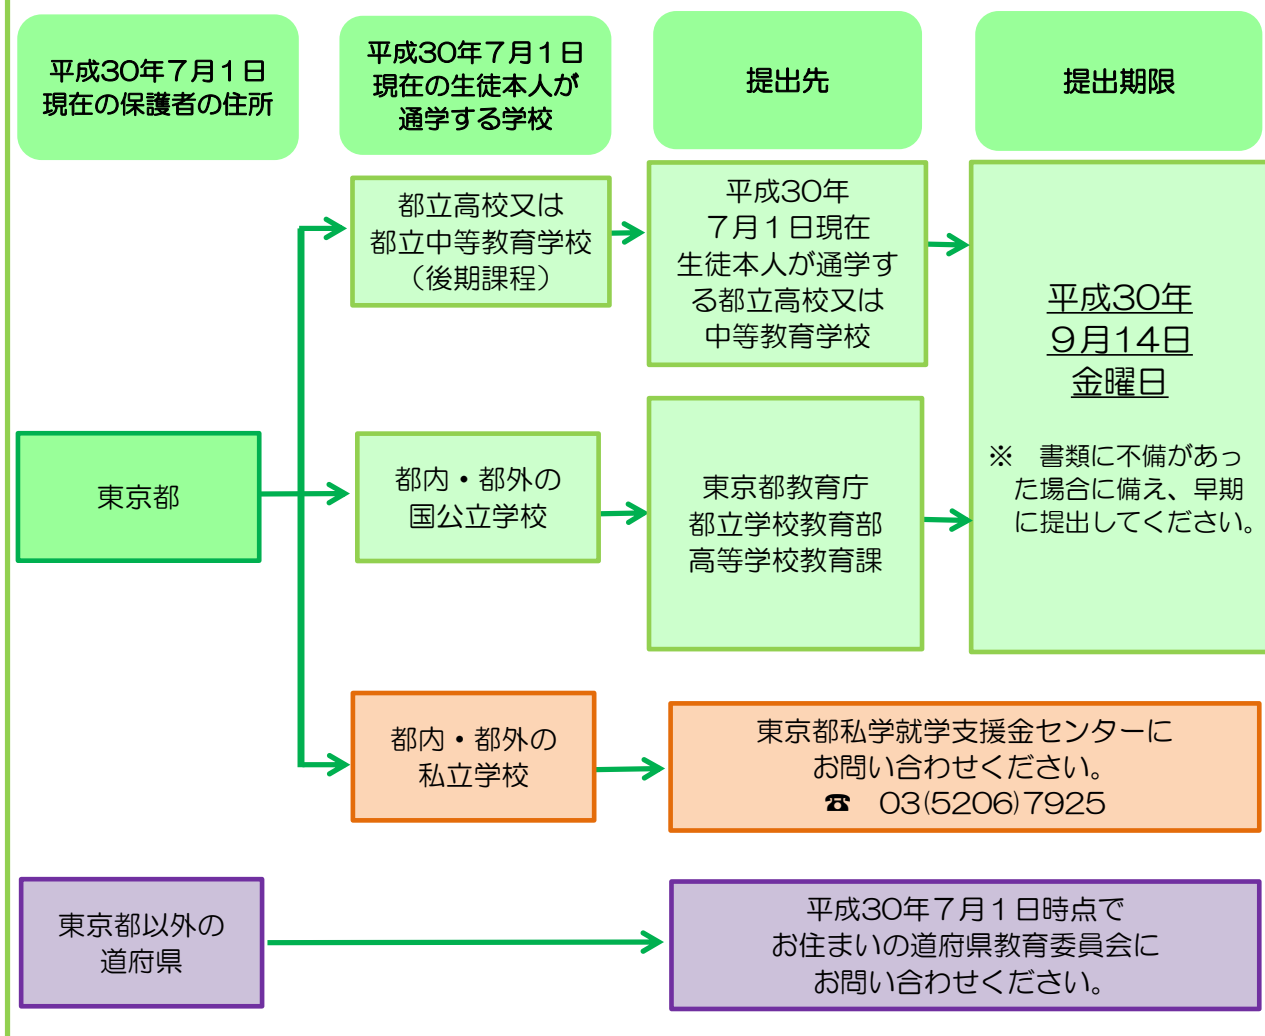 平成30年７月１日
現在の保護者の住所
平成30年７月１日
現在の生徒本人が
通学する学校
提出先
提出期限
都立高校又は
都立中等教育学校
（後期課程）
平成30年
７月１日現在
生徒本人が通学す
る都立高校又は
中等教育学校
平成30年
９月14日
金曜日
※　書類に不備があっ
た場合に備え、早期
に提出してください。
東京都
都内・都外の
国公立学校
東京都教育庁
都立学校教育部
高等学校教育課
都内・都外の
私立学校
東京都私学就学支援金センターに
お問い合わせください。
☎　03(5206)7925
東京都以外の
道府県
平成30年７月１日時点で
お住まいの道府県教育委員会に
お問い合わせください。